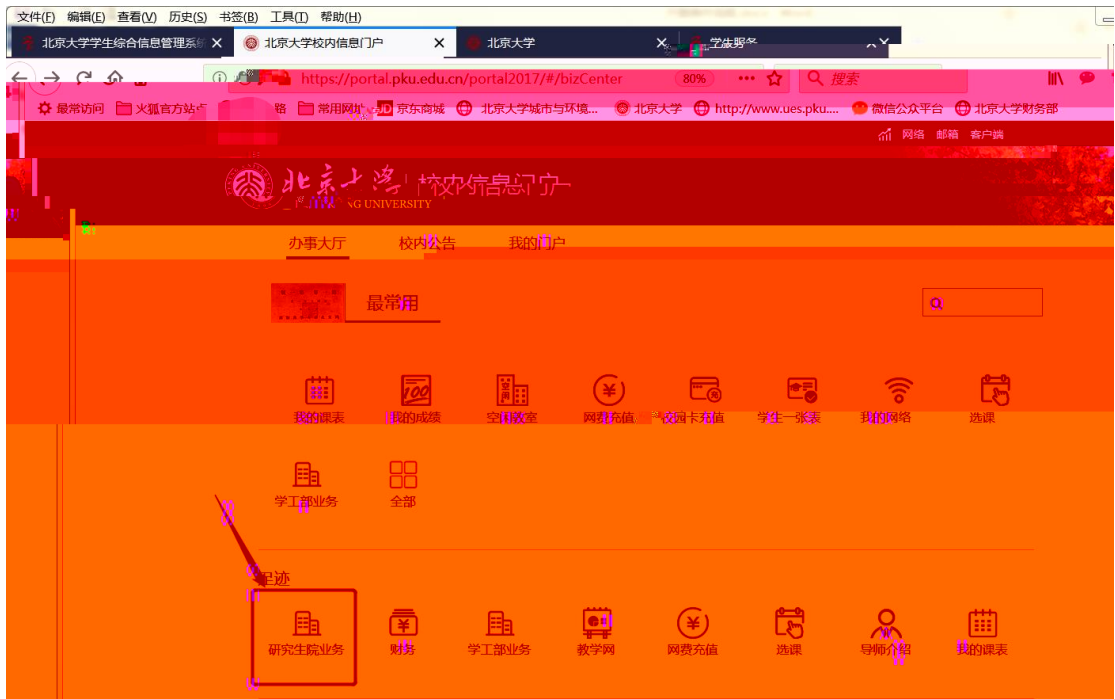 文件(F) 编辑(E) 查看(V) 历史(S) 书签(B) 工具(T) 帮助(H)
北京大学学生综合信息管理系统 × 北京大学校内信息门户 × 北京大学 ×
https://portal.pku.edu.cn/portal2017/#/bizCenter 80% 搜索
最常访问 火狐官方站点 常用网址 JD 京东商城 北京大学城市与环境... 北京大学 http://www.ues.pku.... 微信公众平台 北京大学财务部
网络 邮箱 客户端
北京大学 校内信息门户
UNIVERSITY
办事大厅 校内公告 我的门户
最常用
我的课表 我的成绩 空闲教室 网费充值 校园卡充值 学生一张表 我的网络 选课
学工部业务 全部
足迹
研究生院业务 财务 学工部业务 教学网 网费充值 选课 导师介绍 我的课表